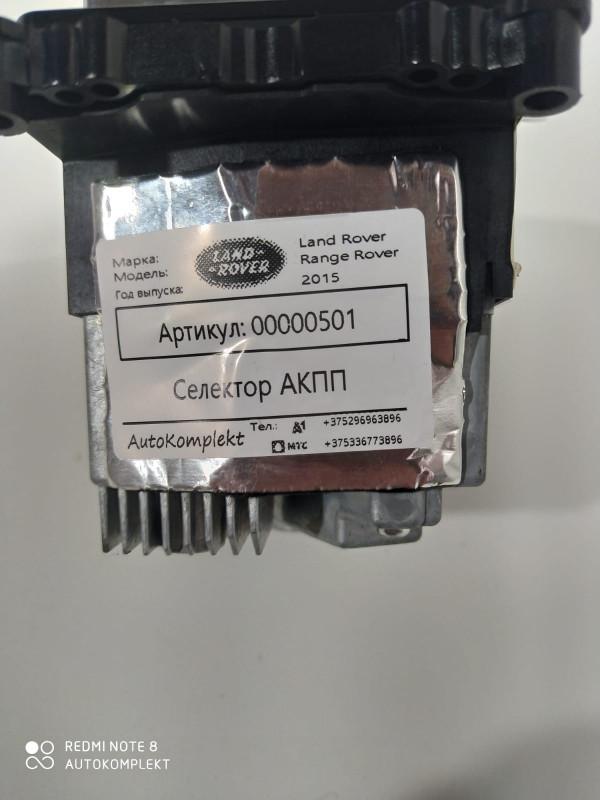 Марка:
Модель:
Год выпуска:
LAND
ROVER
Land Rover
Range Rover
2015
Артикул: 00000501
Селектор АКПП
AutoKomplekt
Тел.:
A1 +375296963896
МТС +375336773896
REDMI NOTE 8
AUTOKOMPLEKT